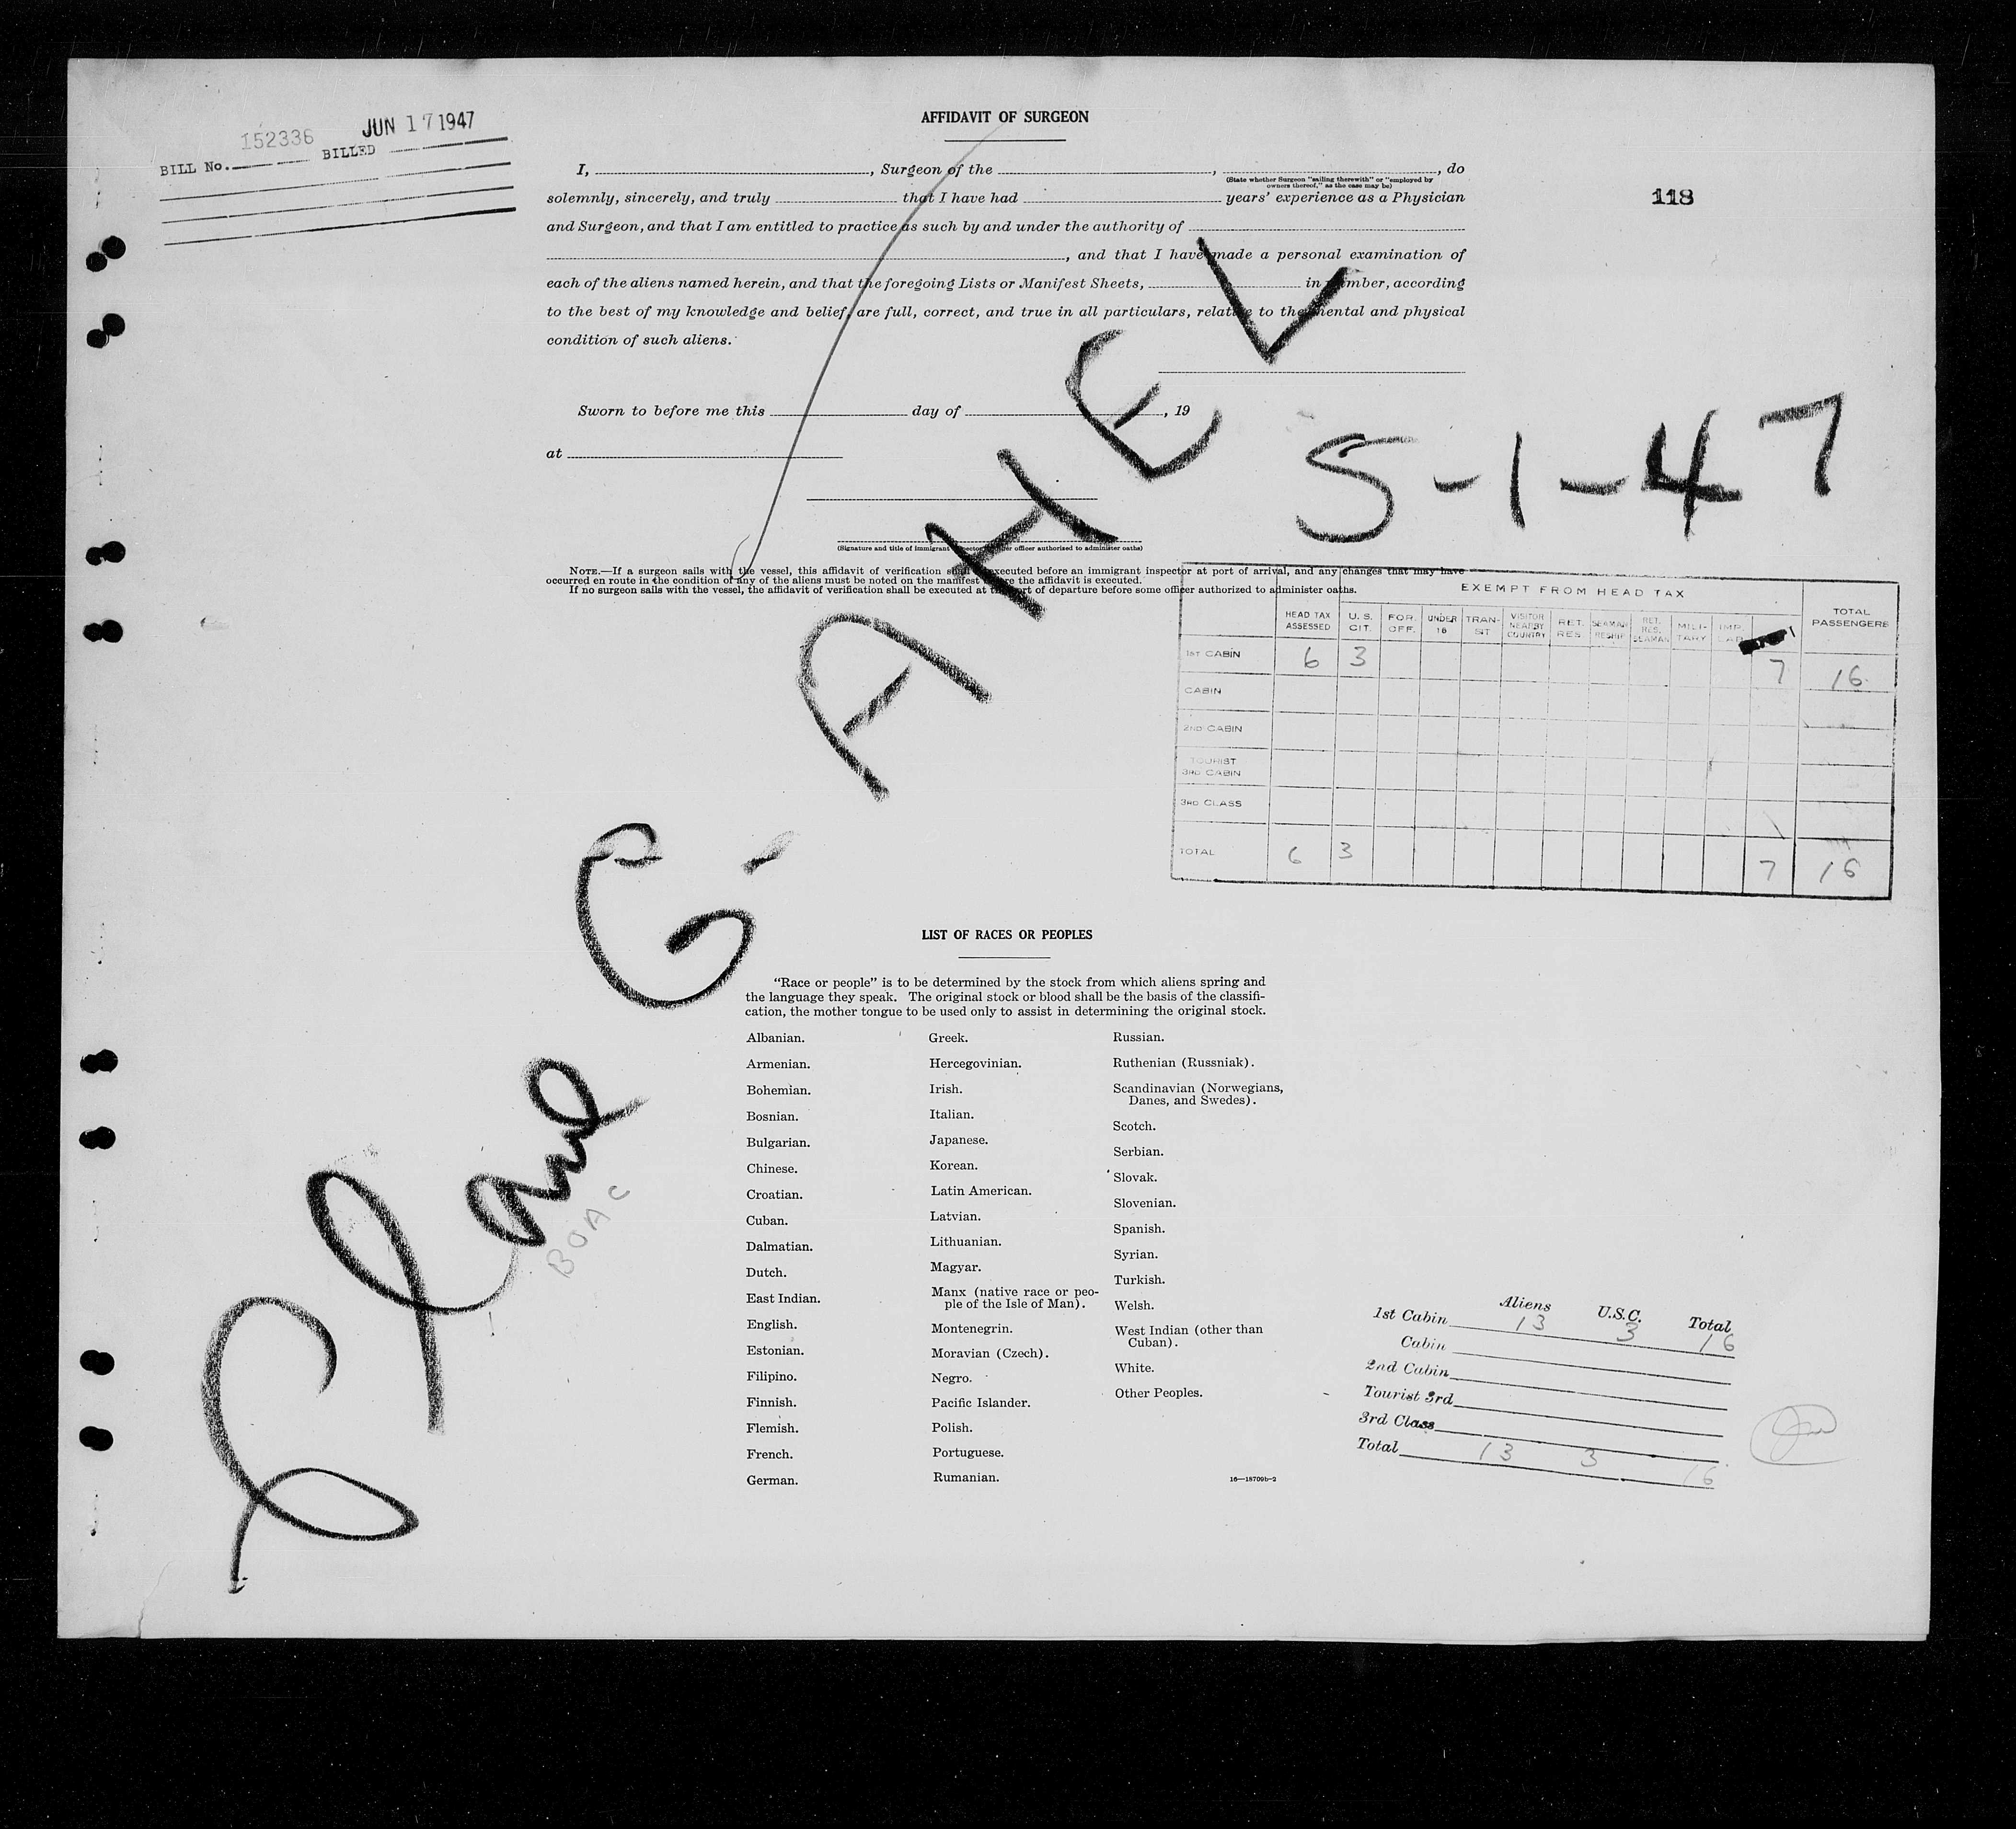 152336 JUN 17 1947
BILL No. BILLED
118
AFFIDAVIT OF SURGEON
I, , Surgeon of the , , do
(State whether Surgeon "sailing therewith" or "employed by
owners thereof," as the case may be)
solemnly, sincerely, and truly that I have had years' experience as a Physician
and Surgeon, and that I am entitled to practice as such by and under the authority of
, and that I have made a personal examination of
each of the aliens named herein, and that the foregoing Lists or Manifest Sheets, in number, according
to the best of my knowledge and belief, are full, correct, and true in all particulars, relative to the mental and physical
condition of such aliens.
Sworn to before me this day of , 19
at
(Signature and title of immigrant inspector or other officer authorized to administer oaths)
NOTE.—If a surgeon sails with the vessel, this affidavit of verification shall be executed before an immigrant inspector at port of arrival, and any changes that may have
occurred en route in the condition of any of the aliens must be noted on the manifest before the affidavit is executed.
If no surgeon sails with the vessel, the affidavit of verification shall be executed at the port of departure before some officer authorized to administer oaths.
Plane G-AHEV
5-1-47
BOAC
EXEMPT FROM HEAD TAX
HEAD TAX ASSESSED U. S. CIT. FOR. OFF. UNDER 16 TRANSIT VISITOR NEARBY COUNTRY RET. RES. SEAMAN RESHIP RET. RES. SEAMAN MILITARY IMP. LAB. TOTAL PASSENGERS
1ST CABIN 6 3 7 16
CABIN
2ND CABIN
TOURIST
3RD CABIN
3RD CLASS
TOTAL 6 3 7 16
LIST OF RACES OR PEOPLES
"Race or people" is to be determined by the stock from which aliens spring and
the language they speak. The original stock or blood shall be the basis of the classifi-
cation, the mother tongue to be used only to assist in determining the original stock.
Albanian.
Armenian.
Bohemian.
Bosnian.
Bulgarian.
Chinese.
Croatian.
Cuban.
Dalmatian.
Dutch.
East Indian.
English.
Estonian.
Filipino.
Finnish.
Flemish.
French.
German.
Greek.
Hercegovinian.
Irish.
Italian.
Japanese.
Korean.
Latin American.
Latvian.
Lithuanian.
Magyar.
Manx (native race or peo-
ple of the Isle of Man).
Montenegrin.
Moravian (Czech).
Negro.
Pacific Islander.
Polish.
Portuguese.
Rumanian.
Russian.
Ruthenian (Russniak).
Scandinavian (Norwegians,
Danes, and Swedes).
Scotch.
Serbian.
Slovak.
Slovenian.
Spanish.
Syrian.
Turkish.
Welsh.
West Indian (other than
Cuban).
White.
Other Peoples.
16—18709b-2
Aliens U.S.C. Total
1st Cabin 13 3 16
Cabin
2nd Cabin
Tourist 3rd
3rd Class
Total 13 3 16